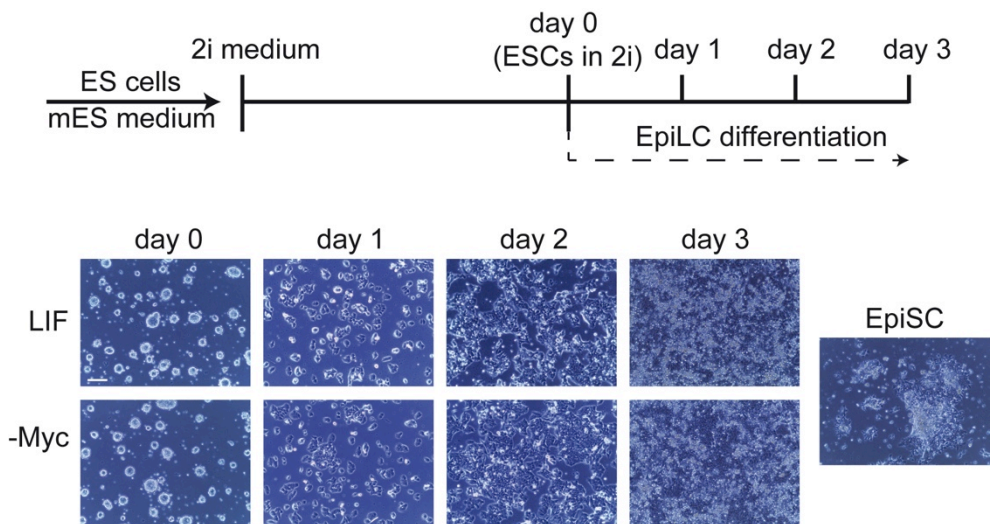 day 0
(ESCs in 2i)
2i medium
day 1
day 2
day 3
ES cells
mES medium
EpiLC differentiation
day 0
day 1
day 2
day 3
LIF
EpiSC
-Myc